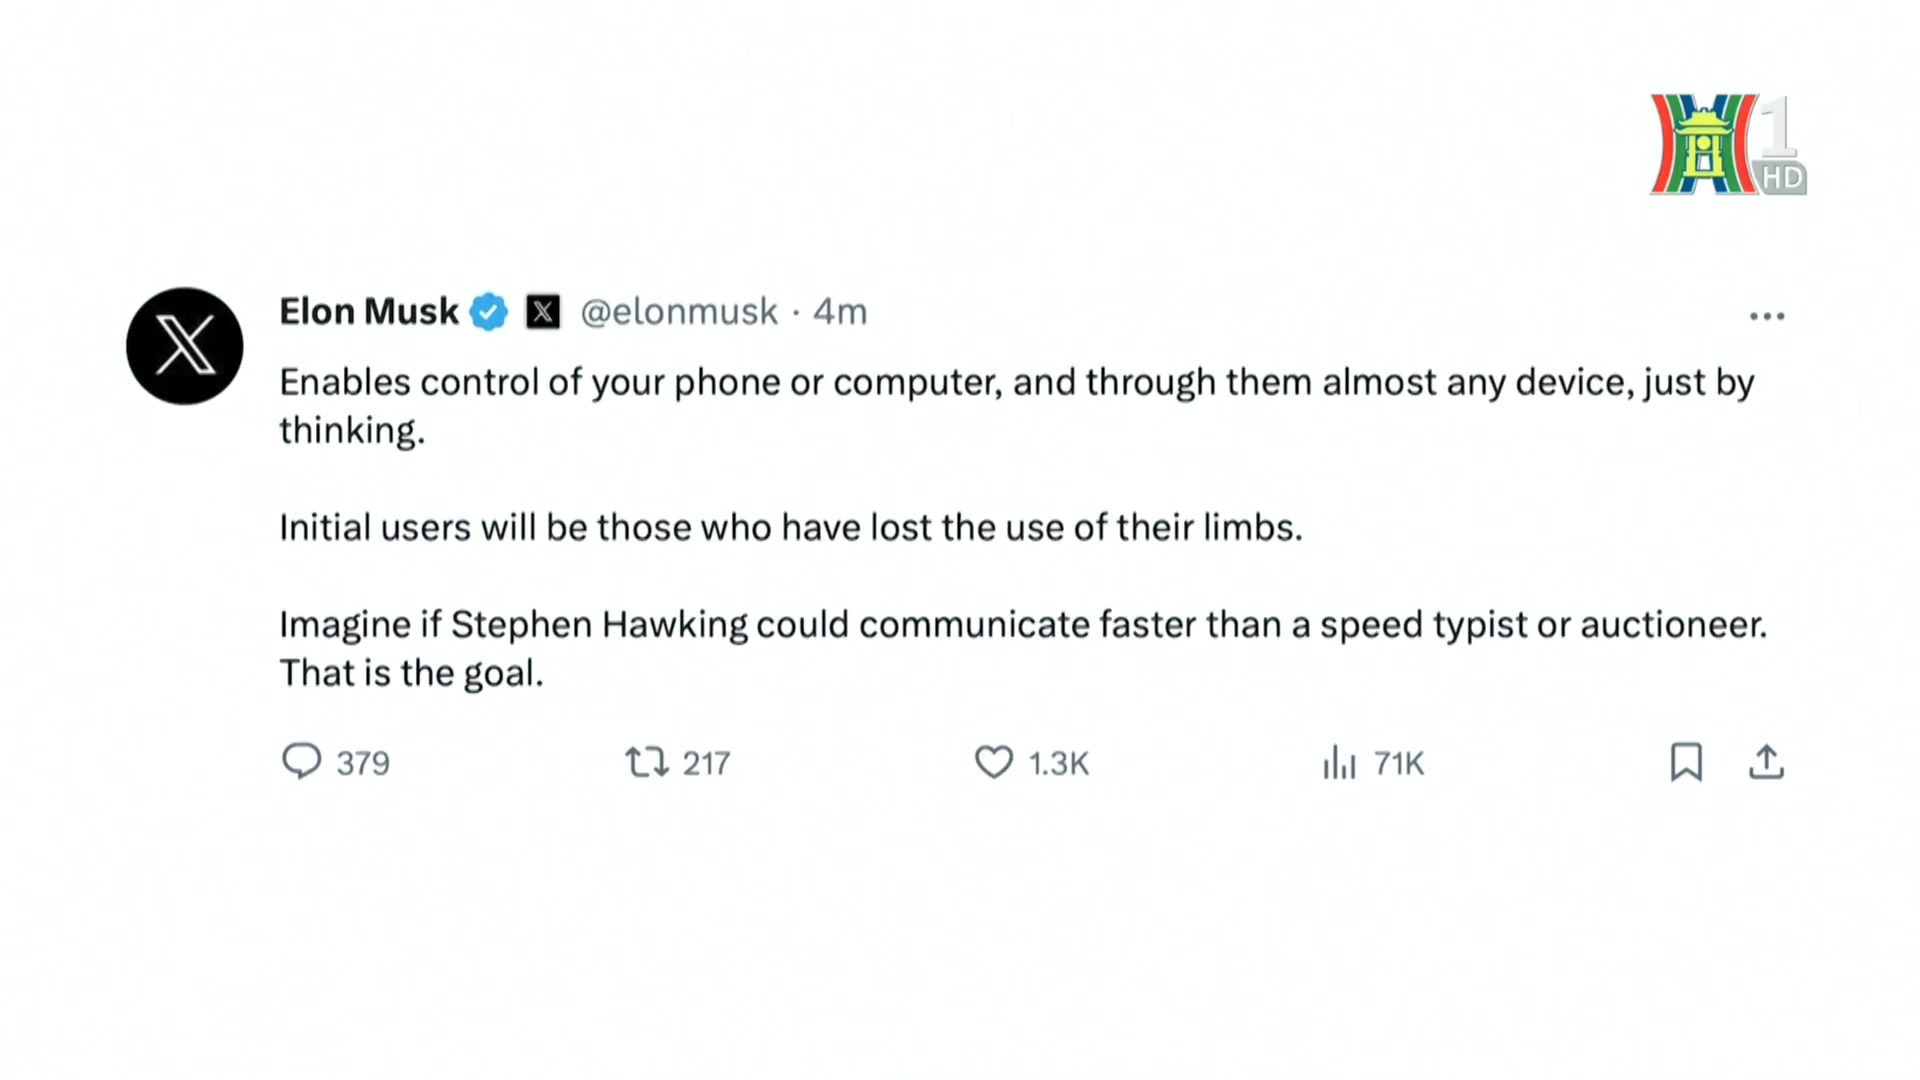 1
HD
Elon Musk @elonmusk · 4m
Enables control of your phone or computer, and through them almost any device, just by
thinking.
Initial users will be those who have lost the use of their limbs.
Imagine if Stephen Hawking could communicate faster than a speed typist or auctioneer.
That is the goal.
379 217 1.3K 71K